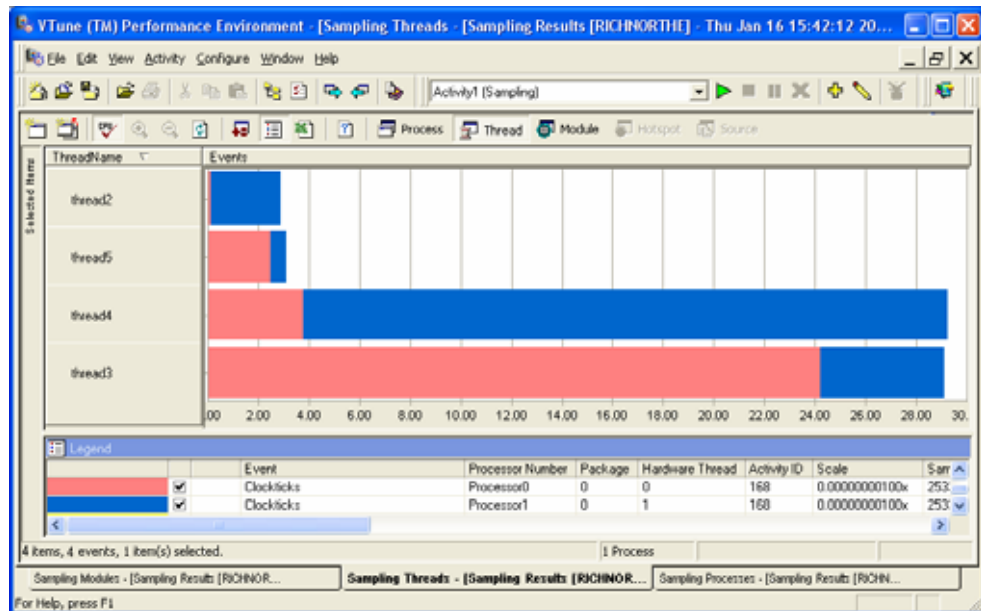 VTune (TM) Performance Environment - [Sampling Threads - [Sampling Results [RICHNORTHE] - Thu Jan 16 15:42:12 20...
File Edit View Activity Configure Window Help
Activity1 (Sampling)
Process Thread Module Hotspot Source
Selected Items
ThreadName Events
thread2
thread5
thread4
thread3
.00 2.00 4.00 6.00 8.00 10.00 12.00 14.00 16.00 18.00 20.00 22.00 24.00 26.00 28.00 30.
Legend
Event Processor Number Package Hardware Thread Activity ID Scale Sam
Clockticks Processor0 0 0 168 0.00000000100x 253
Clockticks Processor1 0 1 168 0.00000000100x 253
4 items, 4 events, 1 item(s) selected. 1 Process
Sampling Modules - [Sampling Results [RICHNOR... Sampling Threads - [Sampling Results [RICHNOR... Sampling Processes - [Sampling Results [RICHN...
For Help, press F1